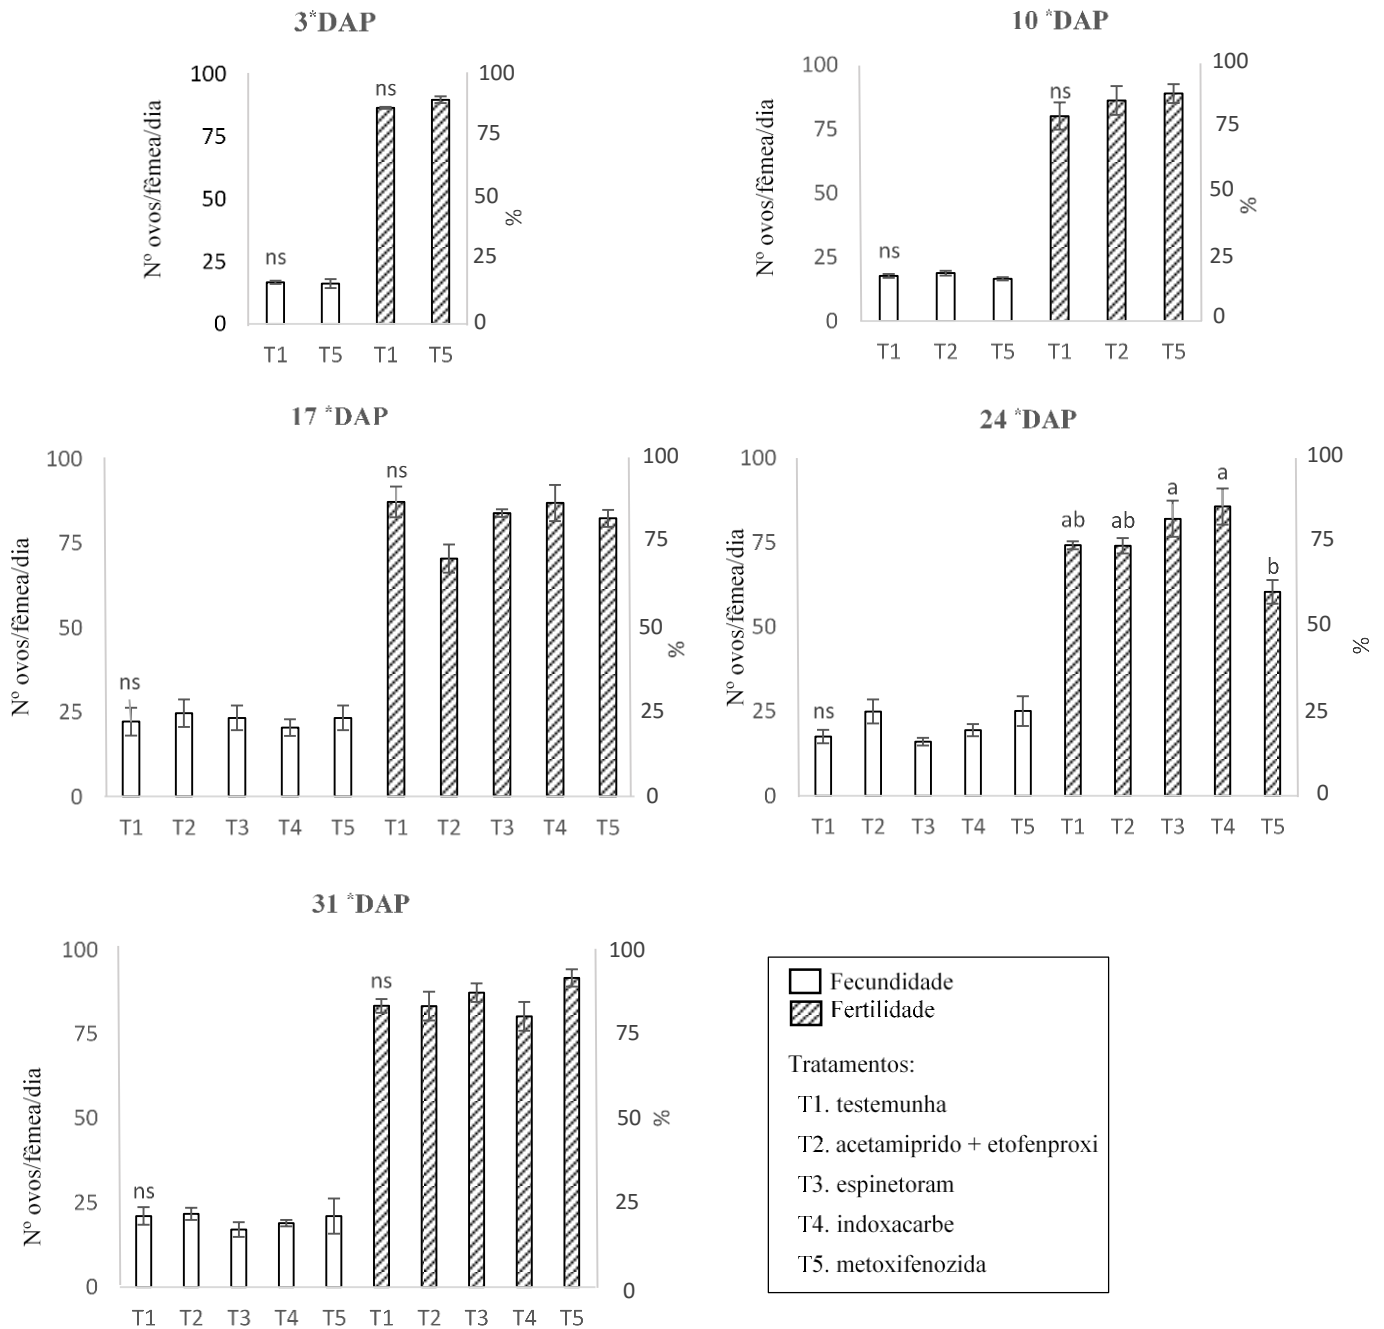 3*DAP
100
75
50
25
0
Nº ovos/fêmea/dia
ns
ns
100
75
50
25
0
%
T1 T5 T1 T5
10 *DAP
100
75
50
25
0
Nº ovos/fêmea/dia
ns
ns
100
75
50
25
0
%
T1 T2 T5 T1 T2 T5
17 *DAP
100
75
50
25
0
Nº ovos/fêmea/dia
ns
ns
100
75
50
25
0
%
T1 T2 T3 T4 T5 T1 T2 T3 T4 T5
24 *DAP
100
75
50
25
0
Nº ovos/fêmea/dia
ns
ab ab a a b
100
75
50
25
0
%
T1 T2 T3 T4 T5 T1 T2 T3 T4 T5
31 *DAP
100
75
50
25
0
Nº ovos/fêmea/dia
ns
ns
100
75
50
25
0
%
T1 T2 T3 T4 T5 T1 T2 T3 T4 T5
Fecundidade
Fertilidade
Tratamentos:
T1. testemunha
T2. acetamiprido + etofenproxi
T3. espinetoram
T4. indoxacarbe
T5. metoxifenozida